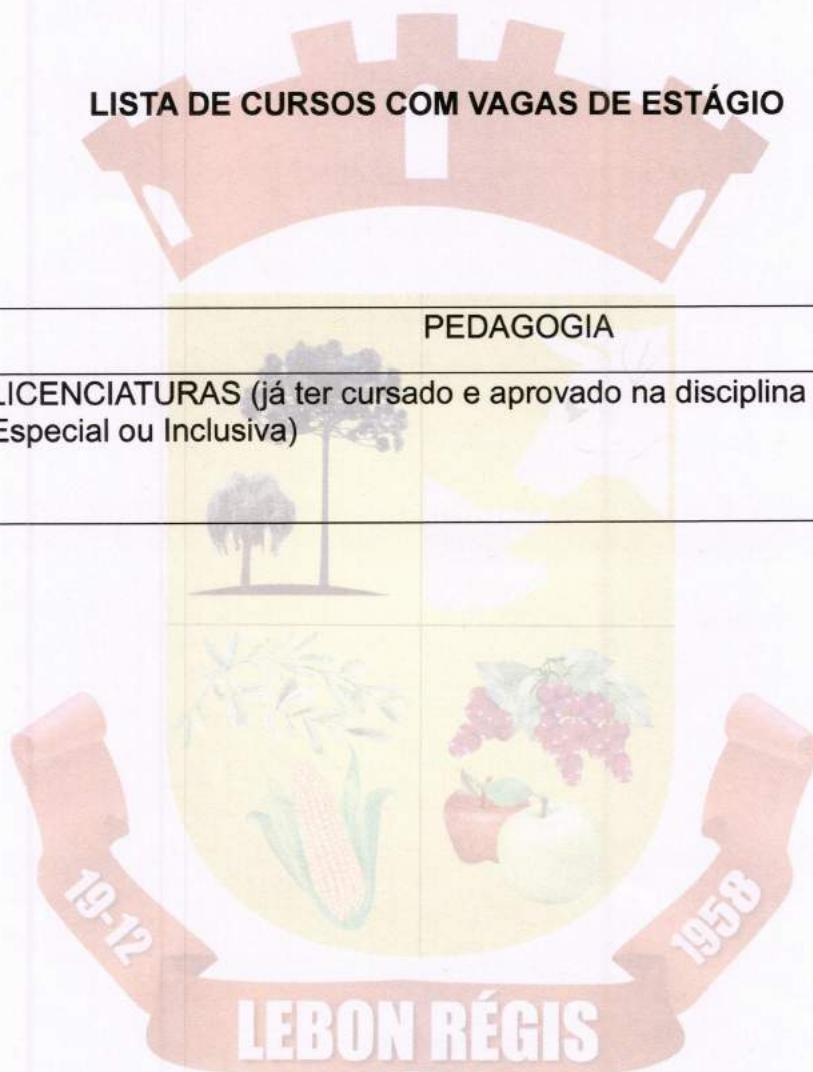 LISTA DE CURSOS COM VAGAS DE ESTÁGIO
PEDAGOGIA
LICENCIATURAS (já ter cursado e aprovado na disciplina
Especial ou Inclusiva)
19-12
1958
LEBON RÉGIS